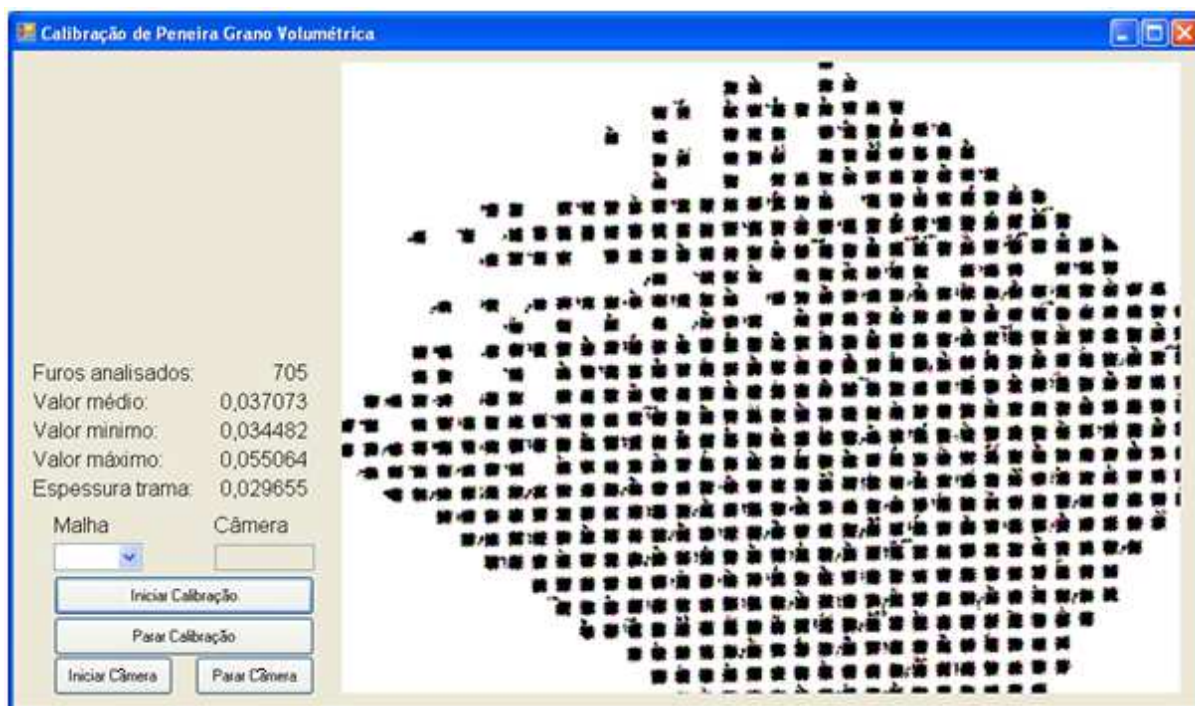 Calibração de Peneira Grano Volumétrica
Furos analisados: 705
Valor médio: 0,037073
Valor minimo: 0,034482
Valor máximo: 0,055064
Espessura trama: 0,029655
Malha Câmera
Iniciar Calibração
Parar Calibração
Iniciar Câmera Parar Câmera